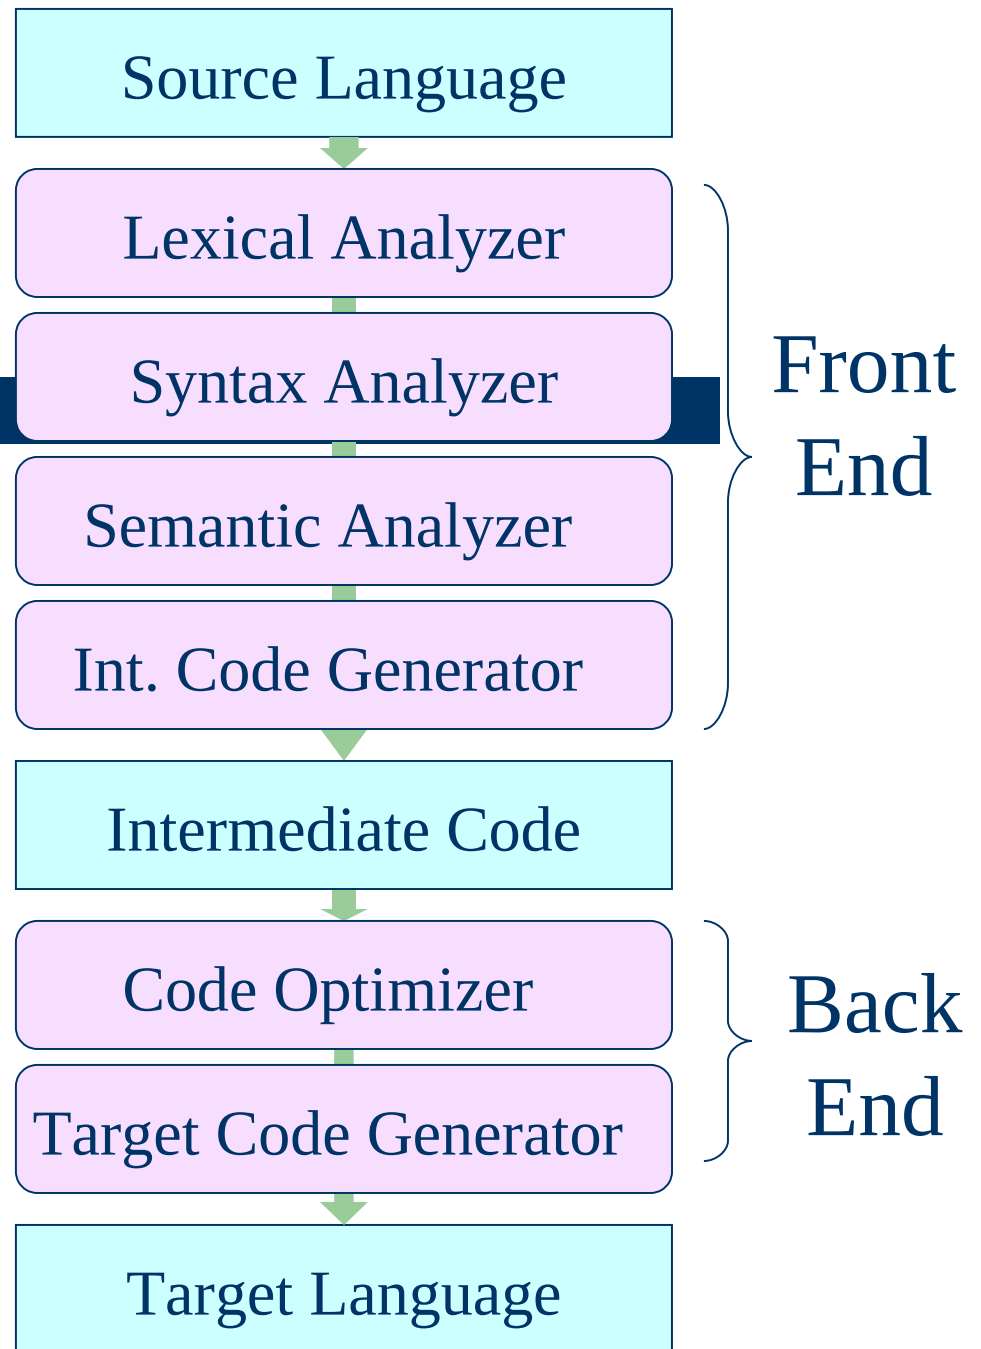 Source Language
Lexical Analyzer
Syntax Analyzer
Semantic Analyzer
Int. Code Generator
Front
End
Intermediate Code
Code Optimizer
Target Code Generator
Back
End
Target Language